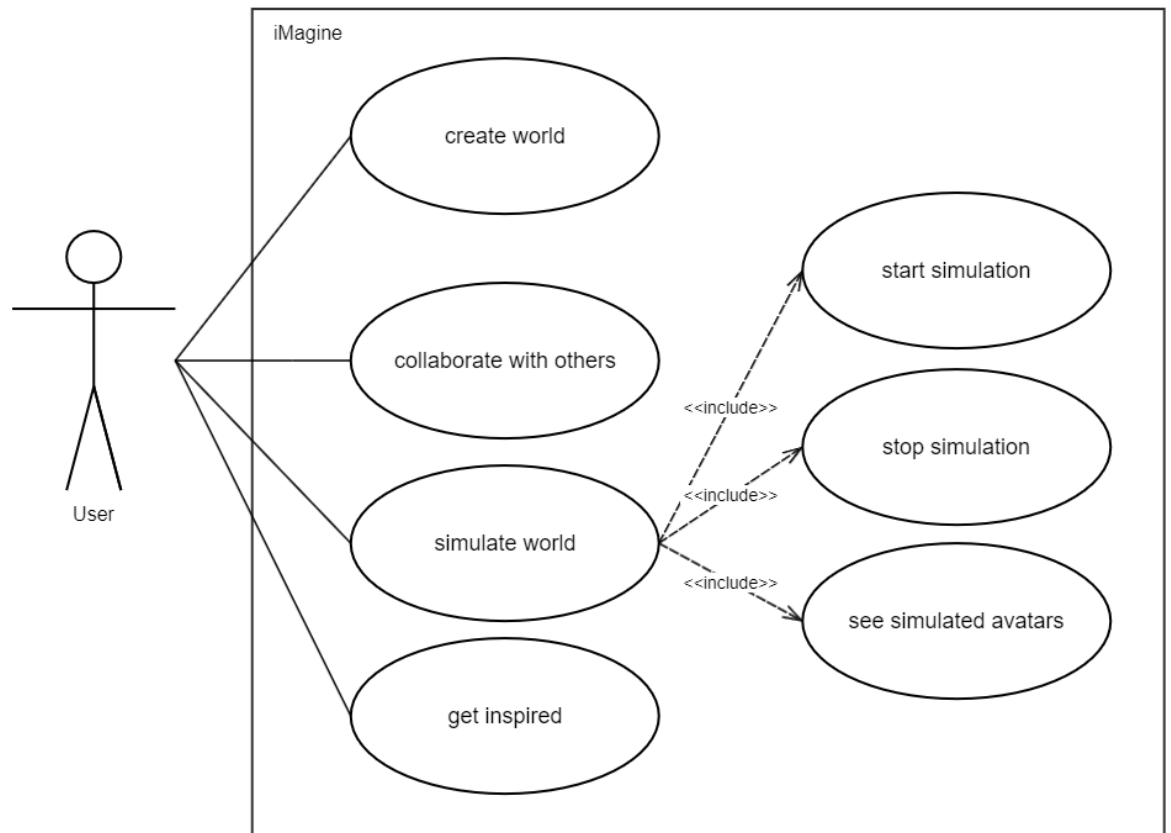 iMagine
create world
start simulation
collaborate with others
<<include>>
stop simulation
<<include>>
User
simulate world
<<include>>
see simulated avatars
get inspired